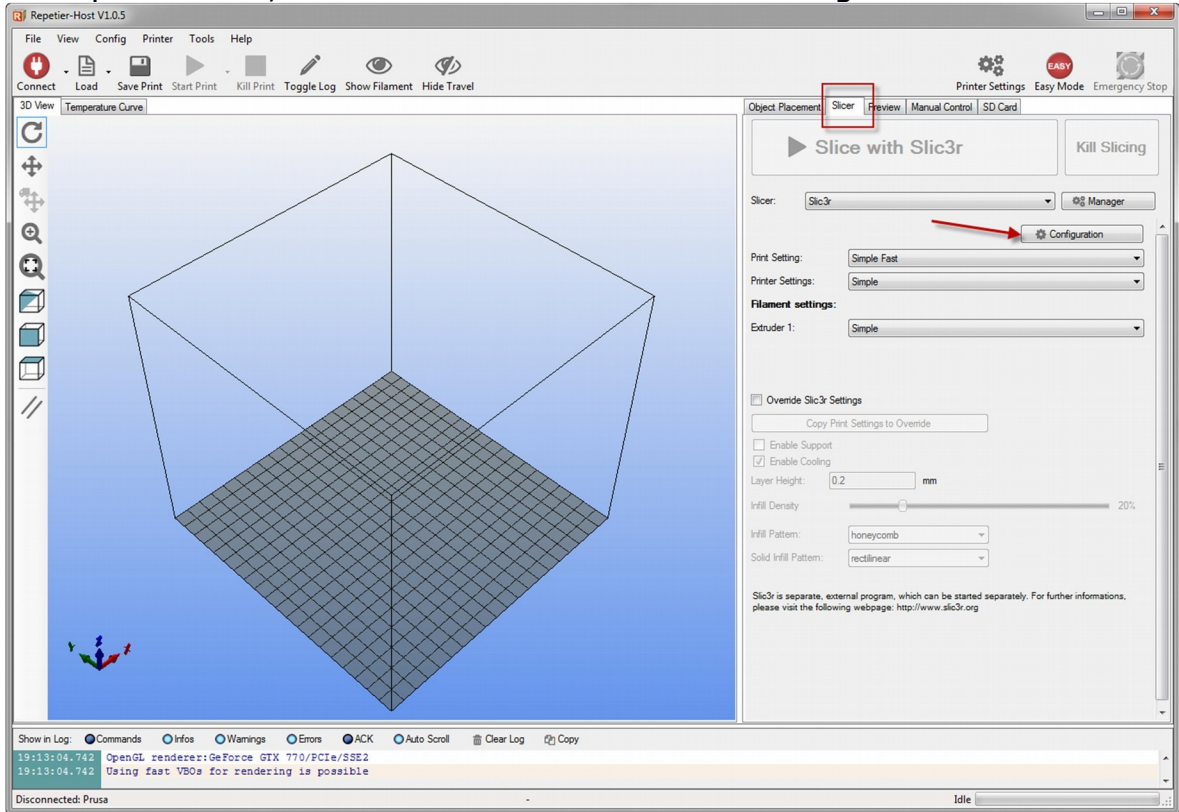 Repetier-Host V1.0.5
File View Config Printer Tools Help
Connect Load Save Print Start Print Kill Print Toggle Log Show Filament Hide Travel Printer Settings EASY Easy Mode Emergency Stop
3D View Temperature Curve
Object Placement Slicer Preview Manual Control SD Card
Slice with Slic3r Kill Slicing
Slicer: Slic3r Manager
Configuration
Print Setting: Simple Fast
Printer Settings: Simple
Filament settings:
Extruder 1: Simple
Override Slic3r Settings
Copy Print Settings to Override
Enable Support
Enable Cooling
Layer Height: 0.2 mm
Infill Density 20%
Infill Pattern: honeycomb
Solid Infill Pattern: rectilinear
Slic3r is separate, external program, which can be started separately. For further informations,
please visit the following webpage: http://www.slic3r.org
Show in Log: Commands Infos Warnings Errors ACK Auto Scroll Clear Log Copy
19:13:04.742 OpenGL renderer:GeForce GTX 770/PCIe/SSE2
19:13:04.742 Using fast VBOs for rendering is possible
Disconnected: Prusa - Idle